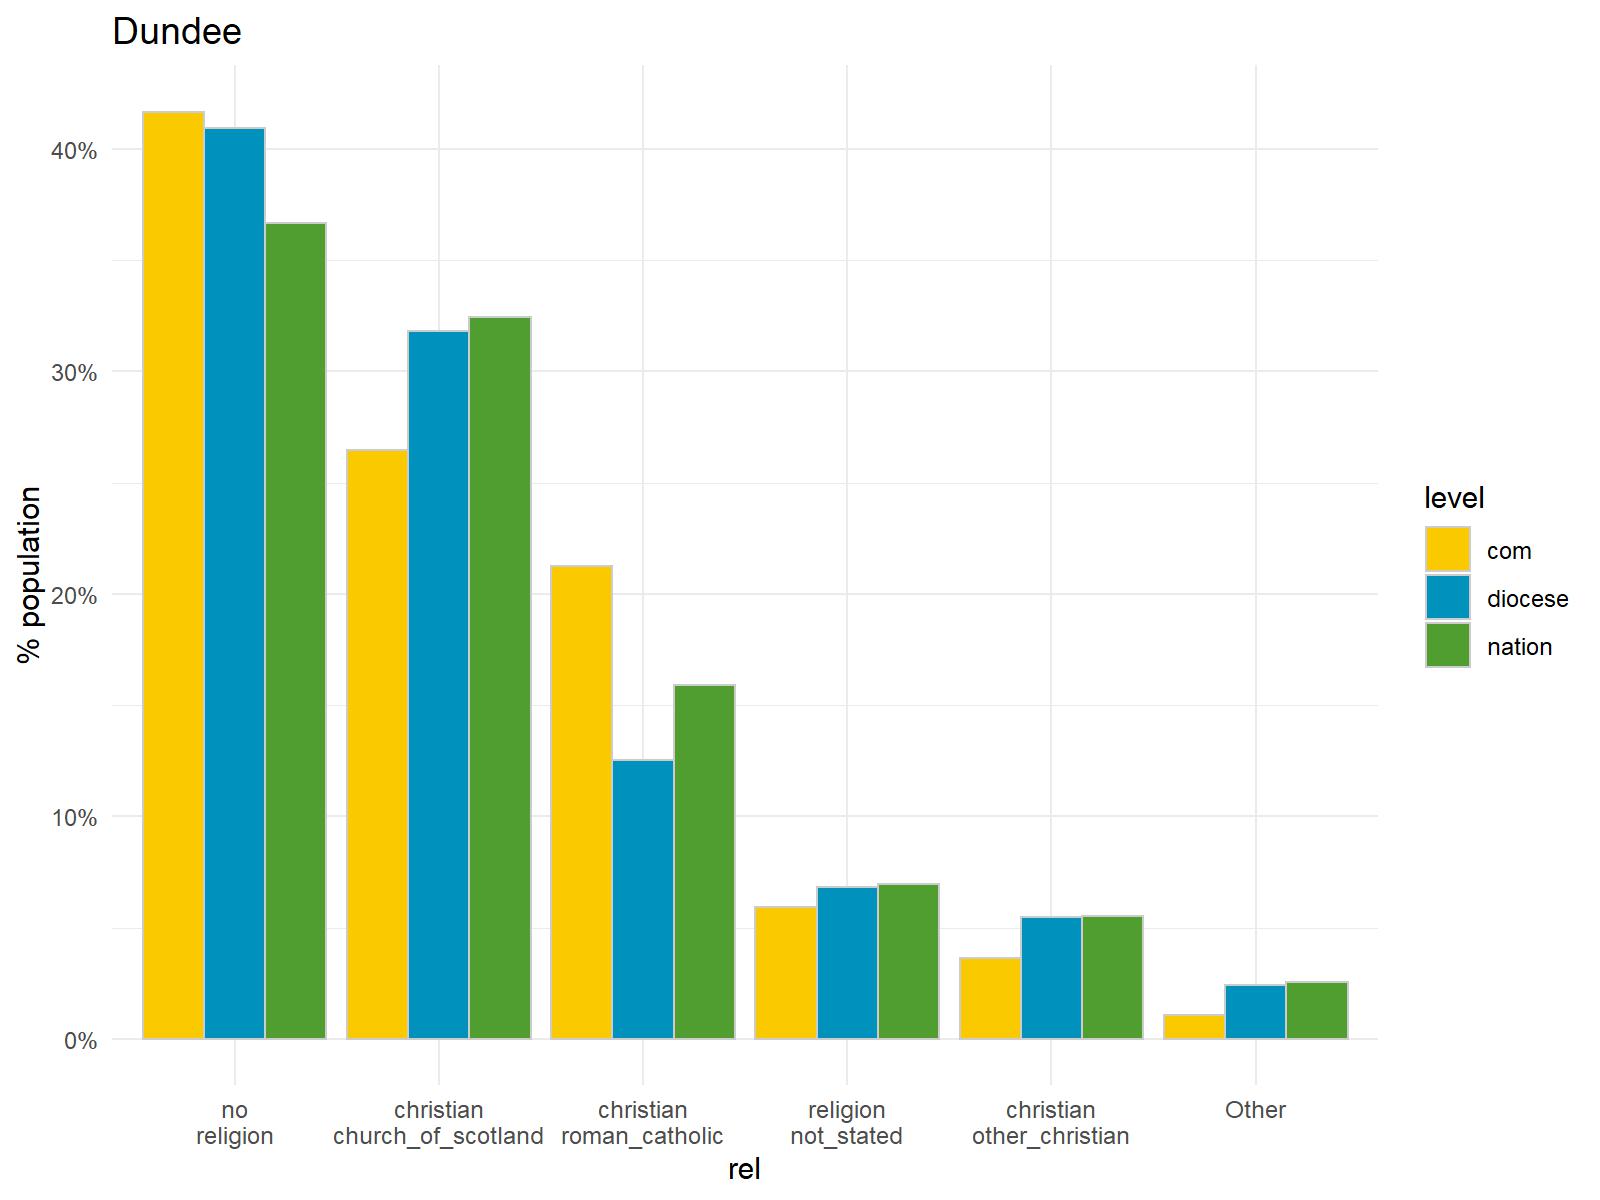 Dundee
% population
40%
30%
20%
10%
0%
no
religion
christian
church_of_scotland
christian
roman_catholic
religion
not_stated
christian
other_christian
Other
rel
level
com
diocese
nation